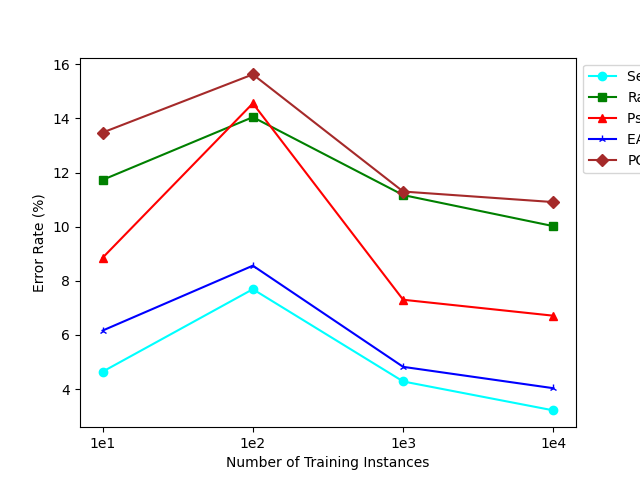 16
14
12
10
8
6
4
Error Rate (%)
1e1 1e2 1e3 1e4
Number of Training Instances
Se
Ra
Ps
EA